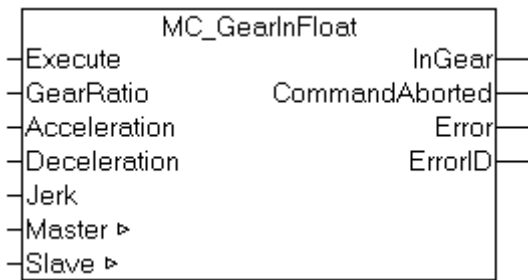 MC_GearInFloat
Execute InGear
GearRatio CommandAborted
Acceleration Error
Deceleration ErrorID
Jerk
Master
Slave